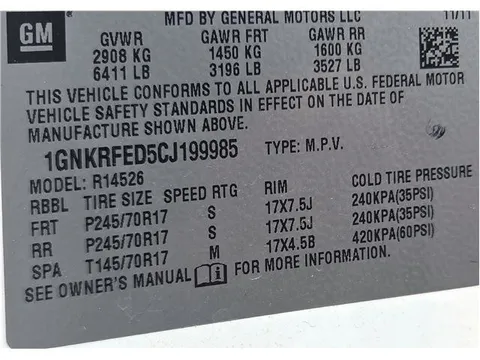 MFD BY GENERAL MOTORS LLC 11/11
GM
GVWR GAWR FRT GAWR RR
2908 KG 1450 KG 1600 KG
6411 LB 3196 LB 3527 LB
THIS VEHICLE CONFORMS TO ALL APPLICABLE U.S. FEDERAL MOTOR
VEHICLE SAFETY STANDARDS IN EFFECT ON THE DATE OF
MANUFACTURE SHOWN ABOVE.
1GNKRFED5CJ199985 TYPE: M.P.V.
MODEL: R14526
RBBL TIRE SIZE SPEED RTG RIM COLD TIRE PRESSURE
FRT P245/70R17 S 17X7.5J 240KPA(35PSI)
RR P245/70R17 S 17X7.5J 240KPA(35PSI)
SPA T145/70R17 M 17X4.5B 420KPA(60PSI)
SEE OWNER'S MANUAL FOR MORE INFORMATION.